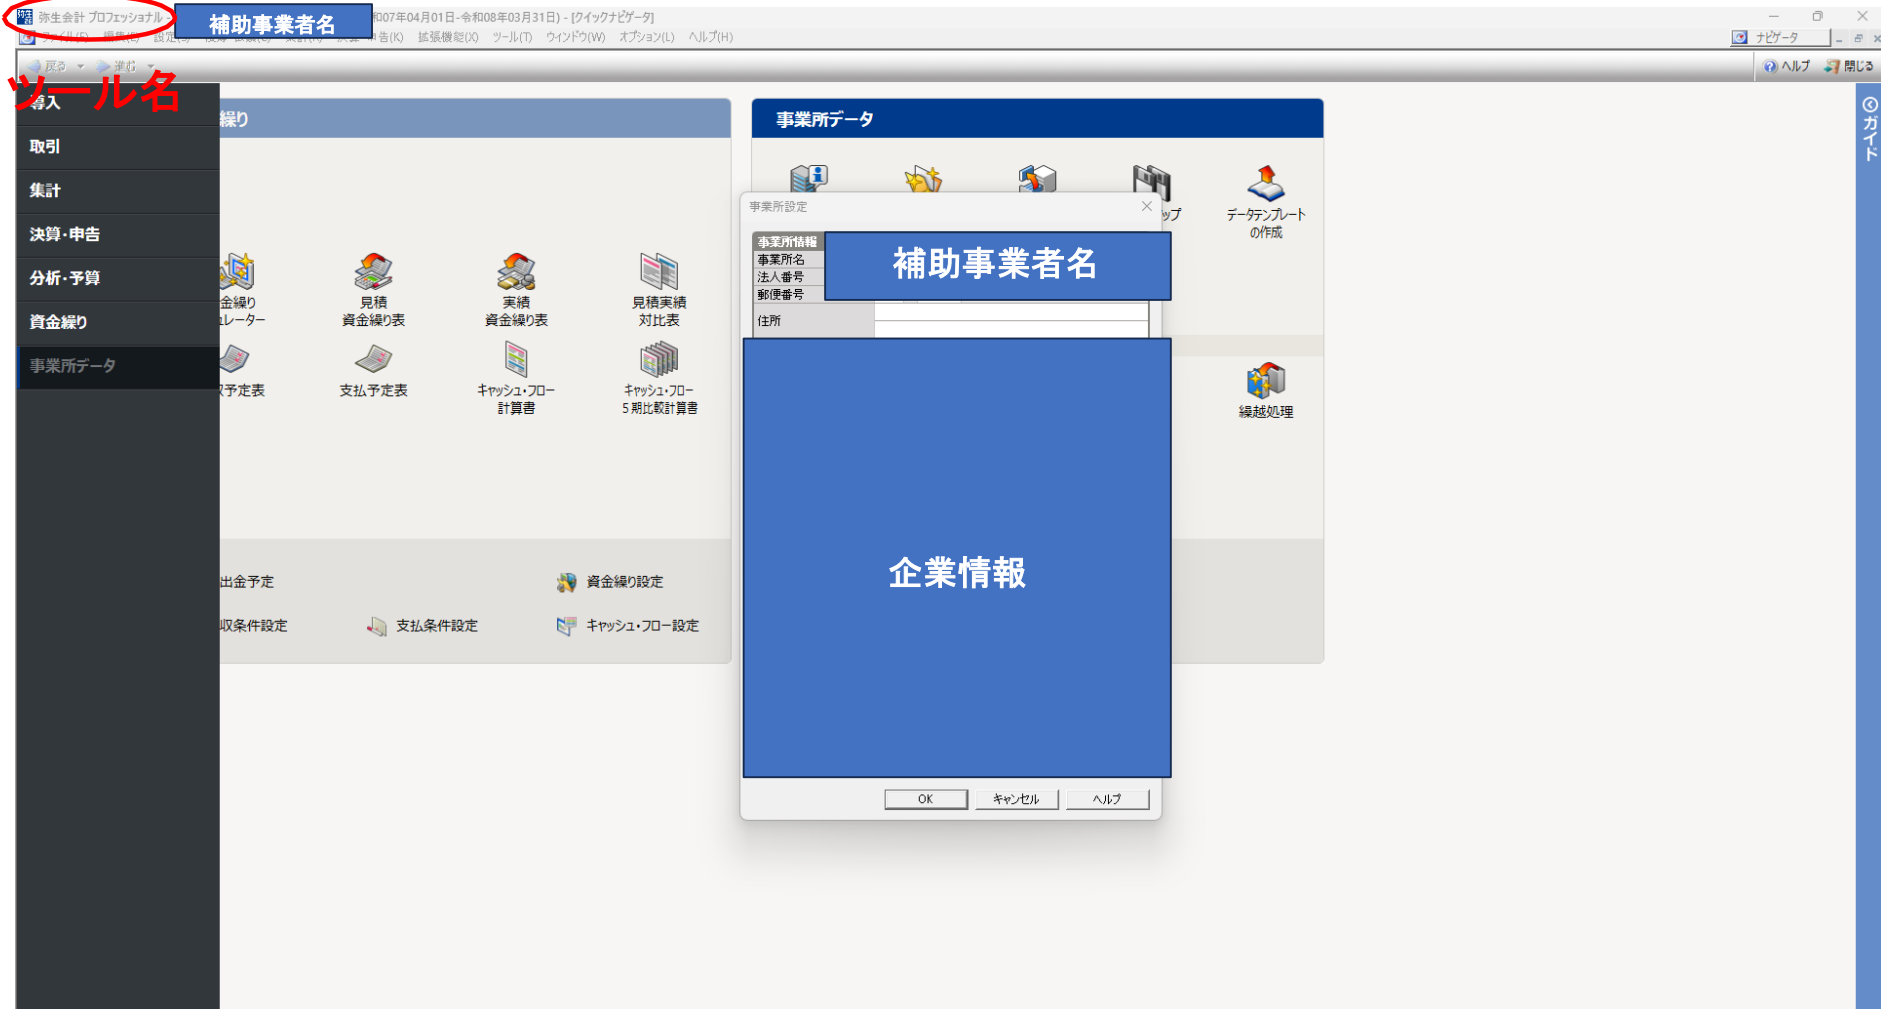 弥生会計 プロフェッショナル -
補助事業者名
和07年04月01日-令和08年03月31日) - [クイックナビゲータ]
拡張機能(X) ツール(T) ウインドウ(W) オプション(L) ヘルプ(H)
ナビゲータ
戻る 進む
ヘルプ 閉じる
ツール名
導入
取引
集計
決算・申告
分析・予算
資金繰り
事業所データ
繰り
事業所データ
ガイド
ップ
データテンプレート
の作成
事業所設定
事業所情報
事業所名
法人番号
郵便番号
住所
補助事業者名
金繰り
ュレーター
見積
資金繰り表
実績
資金繰り表
見積実績
対比表
予定表
支払予定表
キャッシュ・フロー
計算書
キャッシュ・フロー
5期比較計算書
繰越処理
企業情報
出金予定
資金繰り設定
収条件設定
支払条件設定
キャッシュ・フロー設定
OK
キャンセル
ヘルプ